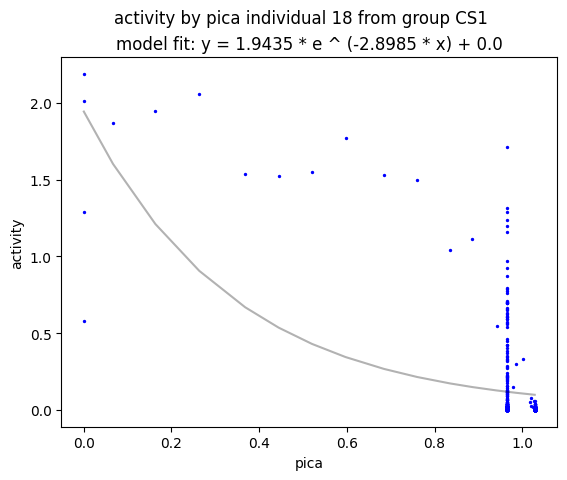 activity by pica individual 18 from group CS1
model fit: y = 1.9435 * e ^ (-2.8985 * x) + 0.0
2.0
1.5
1.0
0.5
0.0
activity
0.0 0.2 0.4 0.6 0.8 1.0
pica